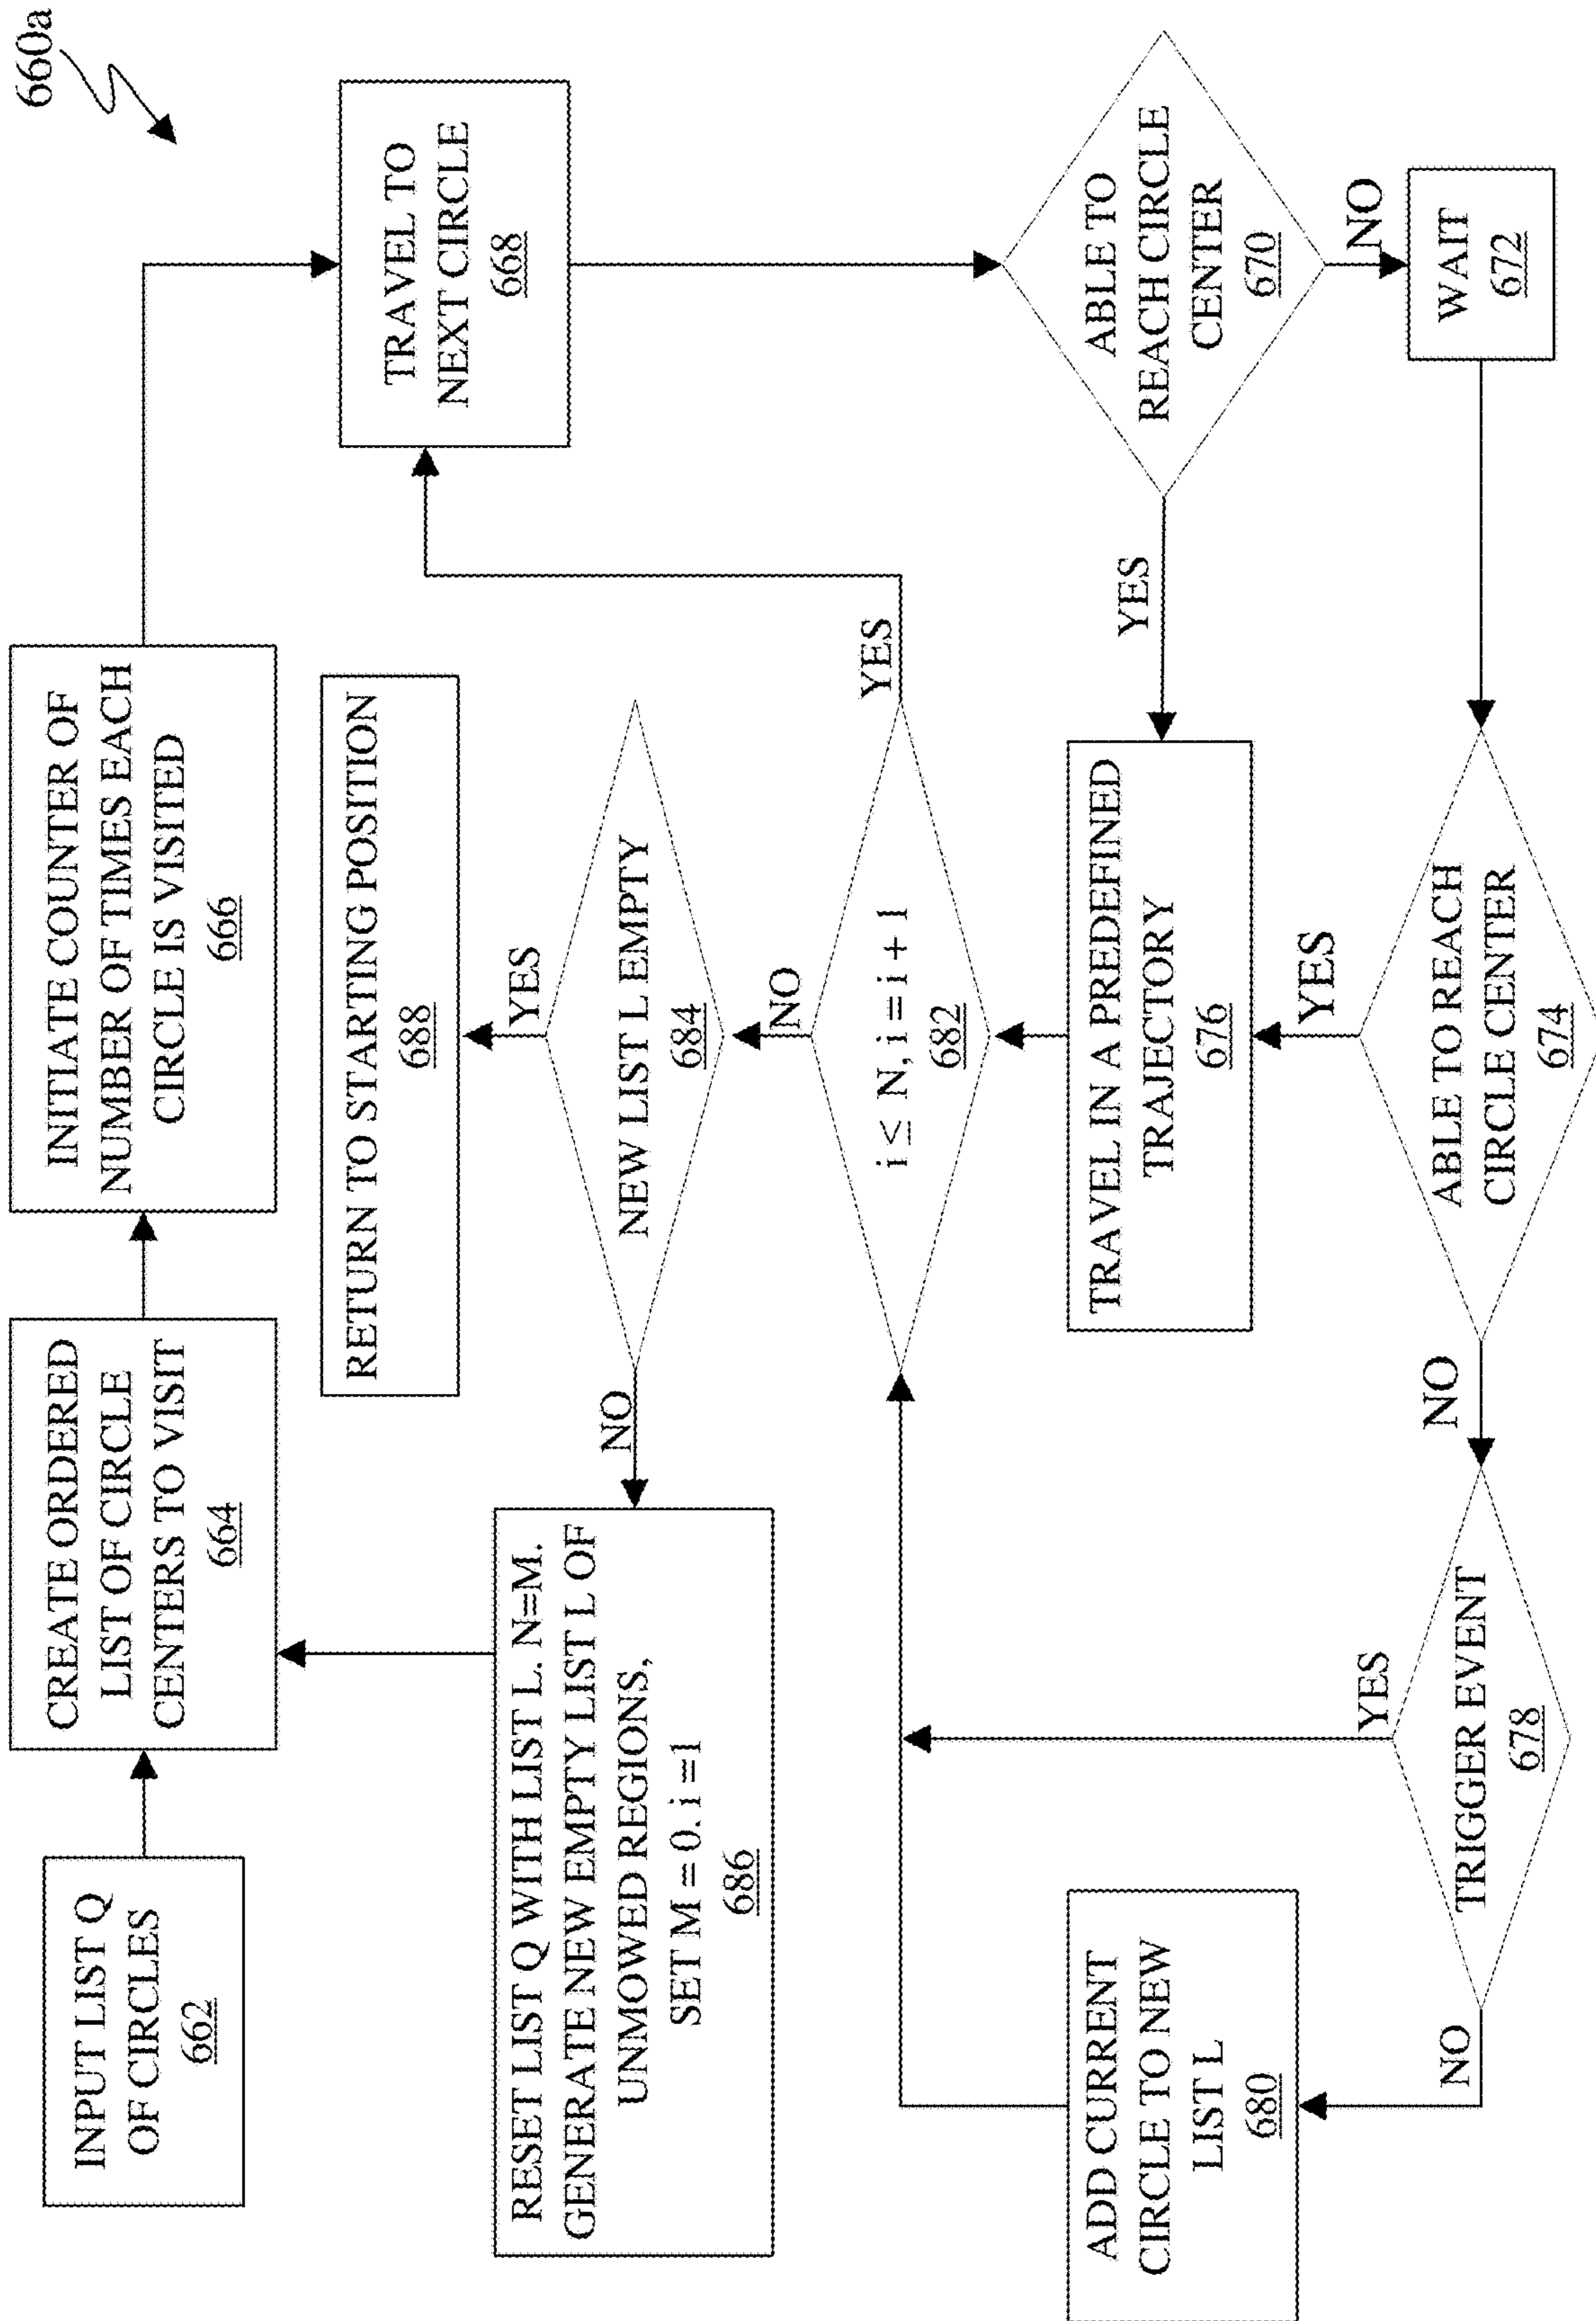 660a
INPUT LIST Q
OF CIRCLES
662
CREATE ORDERED
LIST OF CIRCLE
CENTERS TO VISIT
664
INITIATE COUNTER OF
NUMBER OF TIMES EACH
CIRCLE IS VISITED
666
TRAVEL TO
NEXT CIRCLE
668
ABLE TO
REACH CIRCLE
CENTER
670
YES
NO
WAIT
672
ABLE TO REACH
CIRCLE CENTER
674
YES
NO
TRAVEL IN A PREDEFINED
TRAJECTORY
676
TRIGGER EVENT
678
YES
NO
ADD CURRENT
CIRCLE TO NEW
LIST L
680
i ≤ N, i = i + 1
682
YES
NO
NEW LIST L EMPTY
684
YES
NO
RESET LIST Q WITH LIST L. N=M.
GENERATE NEW EMPTY LIST L OF
UNMOWED REGIONS,
SET M = 0. i =1
686
RETURN TO STARTING POSITION
688